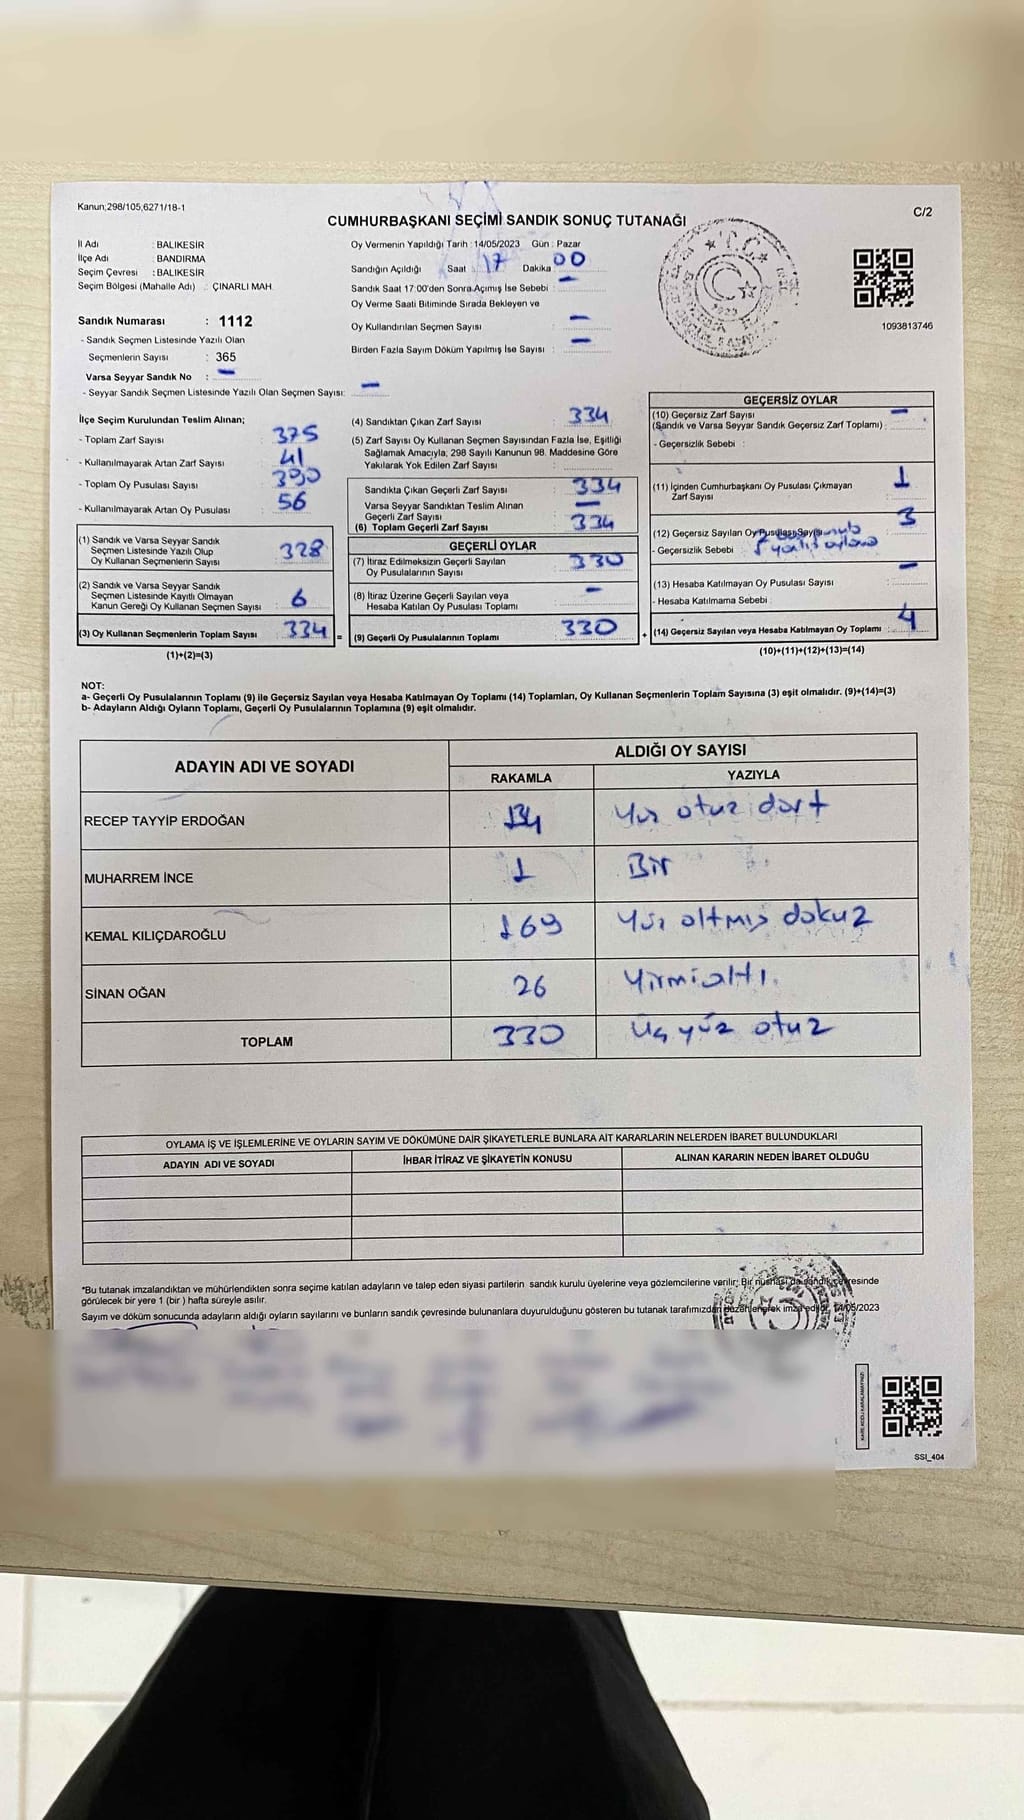 Kanun;298/105,6271/18-1
C/2
CUMHURBAŞKANI SEÇİMİ SANDIK SONUÇ TUTANAĞI
İl Adı : BALIKESİR
İlçe Adı : BANDIRMA
Seçim Çevresi : BALIKESİR
Seçim Bölgesi (Mahalle Adı) : ÇINARLI MAH.
Sandık Numarası : 1112
- Sandık Seçmen Listesinde Yazılı Olan
Seçmenlerin Sayısı : 365
Varsa Seyyar Sandık No : -
- Seyyar Sandık Seçmen Listesinde Yazılı Olan Seçmen Sayısı: -
Oy Vermenin Yapıldığı Tarih :14/05/2023 Gün : Pazar
Sandığın Açıldığı Saat 17 Dakika 00
Sandık Saat 17:00'den Sonra Açımış İse Sebebi : -
Oy Verme Saati Bitiminde Sırada Bekleyen ve
Oy Kullandırılan Seçmen Sayısı : -
Birden Fazla Sayım Döküm Yapılmış İse Sayısı : -
T.C.
1093813746
İlçe Seçim Kurulundan Teslim Alınan;
- Toplam Zarf Sayısı : 375
- Kullanılmayarak Artan Zarf Sayısı : 41
- Toplam Oy Pusulası Sayısı : 390
- Kullanılmayarak Artan Oy Pusulası : 56
(1) Sandık ve Varsa Seyyar Sandık
Seçmen Listesinde Yazılı Olup
Oy Kullanan Seçmenlerin Sayısı : 328
(2) Sandık ve Varsa Seyyar Sandık
Seçmen Listesinde Kayıtlı Olmayan
Kanun Gereği Oy Kullanan Seçmen Sayısı : 6
(3) Oy Kullanan Seçmenlerin Toplam Sayısı : 334 =
(1)+(2)=(3)
(4) Sandıktan Çıkan Zarf Sayısı : 334
(5) Zarf Sayısı Oy Kullanan Seçmen Sayısından Fazla İse, Eşitliği
Sağlamak Amacıyla, 298 Sayılı Kanunun 98. Maddesine Göre
Yakılarak Yok Edilen Zarf Sayısı :
Sandıkta Çıkan Geçerli Zarf Sayısı : 334
Varsa Seyyar Sandıktan Teslim Alınan
Geçerli Zarf Sayısı : -
(6) Toplam Geçerli Zarf Sayısı : 334
GEÇERLİ OYLAR
(7) İtiraz Edilmeksizin Geçerli Sayılan
Oy Pusulalarının Sayısı : 330
(8) İtiraz Üzerine Geçerli Sayılan veya
Hesaba Katılan Oy Pusulası Toplamı : -
(9) Geçerli Oy Pusulalarının Toplamı : 330 +
GEÇERSİZ OYLAR
(10) Geçersiz Zarf Sayısı
(Sandık ve Varsa Seyyar Sandık Geçersiz Zarf Toplamı) : -
- Geçersizlik Sebebi :
(11) İçinden Cumhurbaşkanı Oy Pusulası Çıkmayan
Zarf Sayısı : 1
(12) Geçersiz Sayılan Oy Pusulası Sayısı : 3
- Geçersizlik Sebebi
(13) Hesaba Katılmayan Oy Pusulası Sayısı : -
- Hesaba Katılmama Sebebi
(14) Geçersiz Sayılan veya Hesaba Katılmayan Oy Toplamı : 4
(10)+(11)+(12)+(13)=(14)
NOT:
a- Geçerli Oy Pusulalarının Toplamı (9) ile Geçersiz Sayılan veya Hesaba Katılmayan Oy Toplamı (14) Toplamları, Oy Kullanan Seçmenlerin Toplam Sayısına (3) eşit olmalıdır. (9)+(14)=(3)
b- Adayların Aldığı Oyların Toplamı, Geçerli Oy Pusulalarının Toplamına (9) eşit olmalıdır.
ADAYIN ADI VE SOYADI
ALDIĞI OY SAYISI
RAKAMLA YAZIYLA
RECEP TAYYİP ERDOĞAN 134 Yüz otuz dört
MUHARREM İNCE 1 Bir
KEMAL KILIÇDAROĞLU 169 Yüz altmış dokuz
SİNAN OĞAN 26 Yirmialtı.
TOPLAM 330 Üç yüz otuz
OYLAMA İŞ VE İŞLEMLERİNE VE OYLARIN SAYIM VE DÖKÜMÜNE DAİR ŞİKAYETLERLE BUNLARA AİT KARARLARIN NELERDEN İBARET BULUNDUKLARI
ADAYIN ADI VE SOYADI İHBAR İTİRAZ VE ŞİKAYETİN KONUSU ALINAN KARARIN NEDEN İBARET OLDUĞU
*Bu tutanak imzalandıktan ve mühürlendikten sonra seçime katılan adayların ve talep eden siyasi partilerin sandık kurulu üyelerine veya gözlemcilerine verilir; Bir nüshası da sandık çevresinde
görülecek bir yere 1 (bir ) hafta süreyle asılır.
Sayım ve döküm sonucunda adayların aldığı oyların sayılarını ve bunların sandık çevresinde bulunanlara duyurulduğunu gösteren bu tutanak tarafımızdan düzenlenerek imza edildi. 14/05/2023
SSI_404